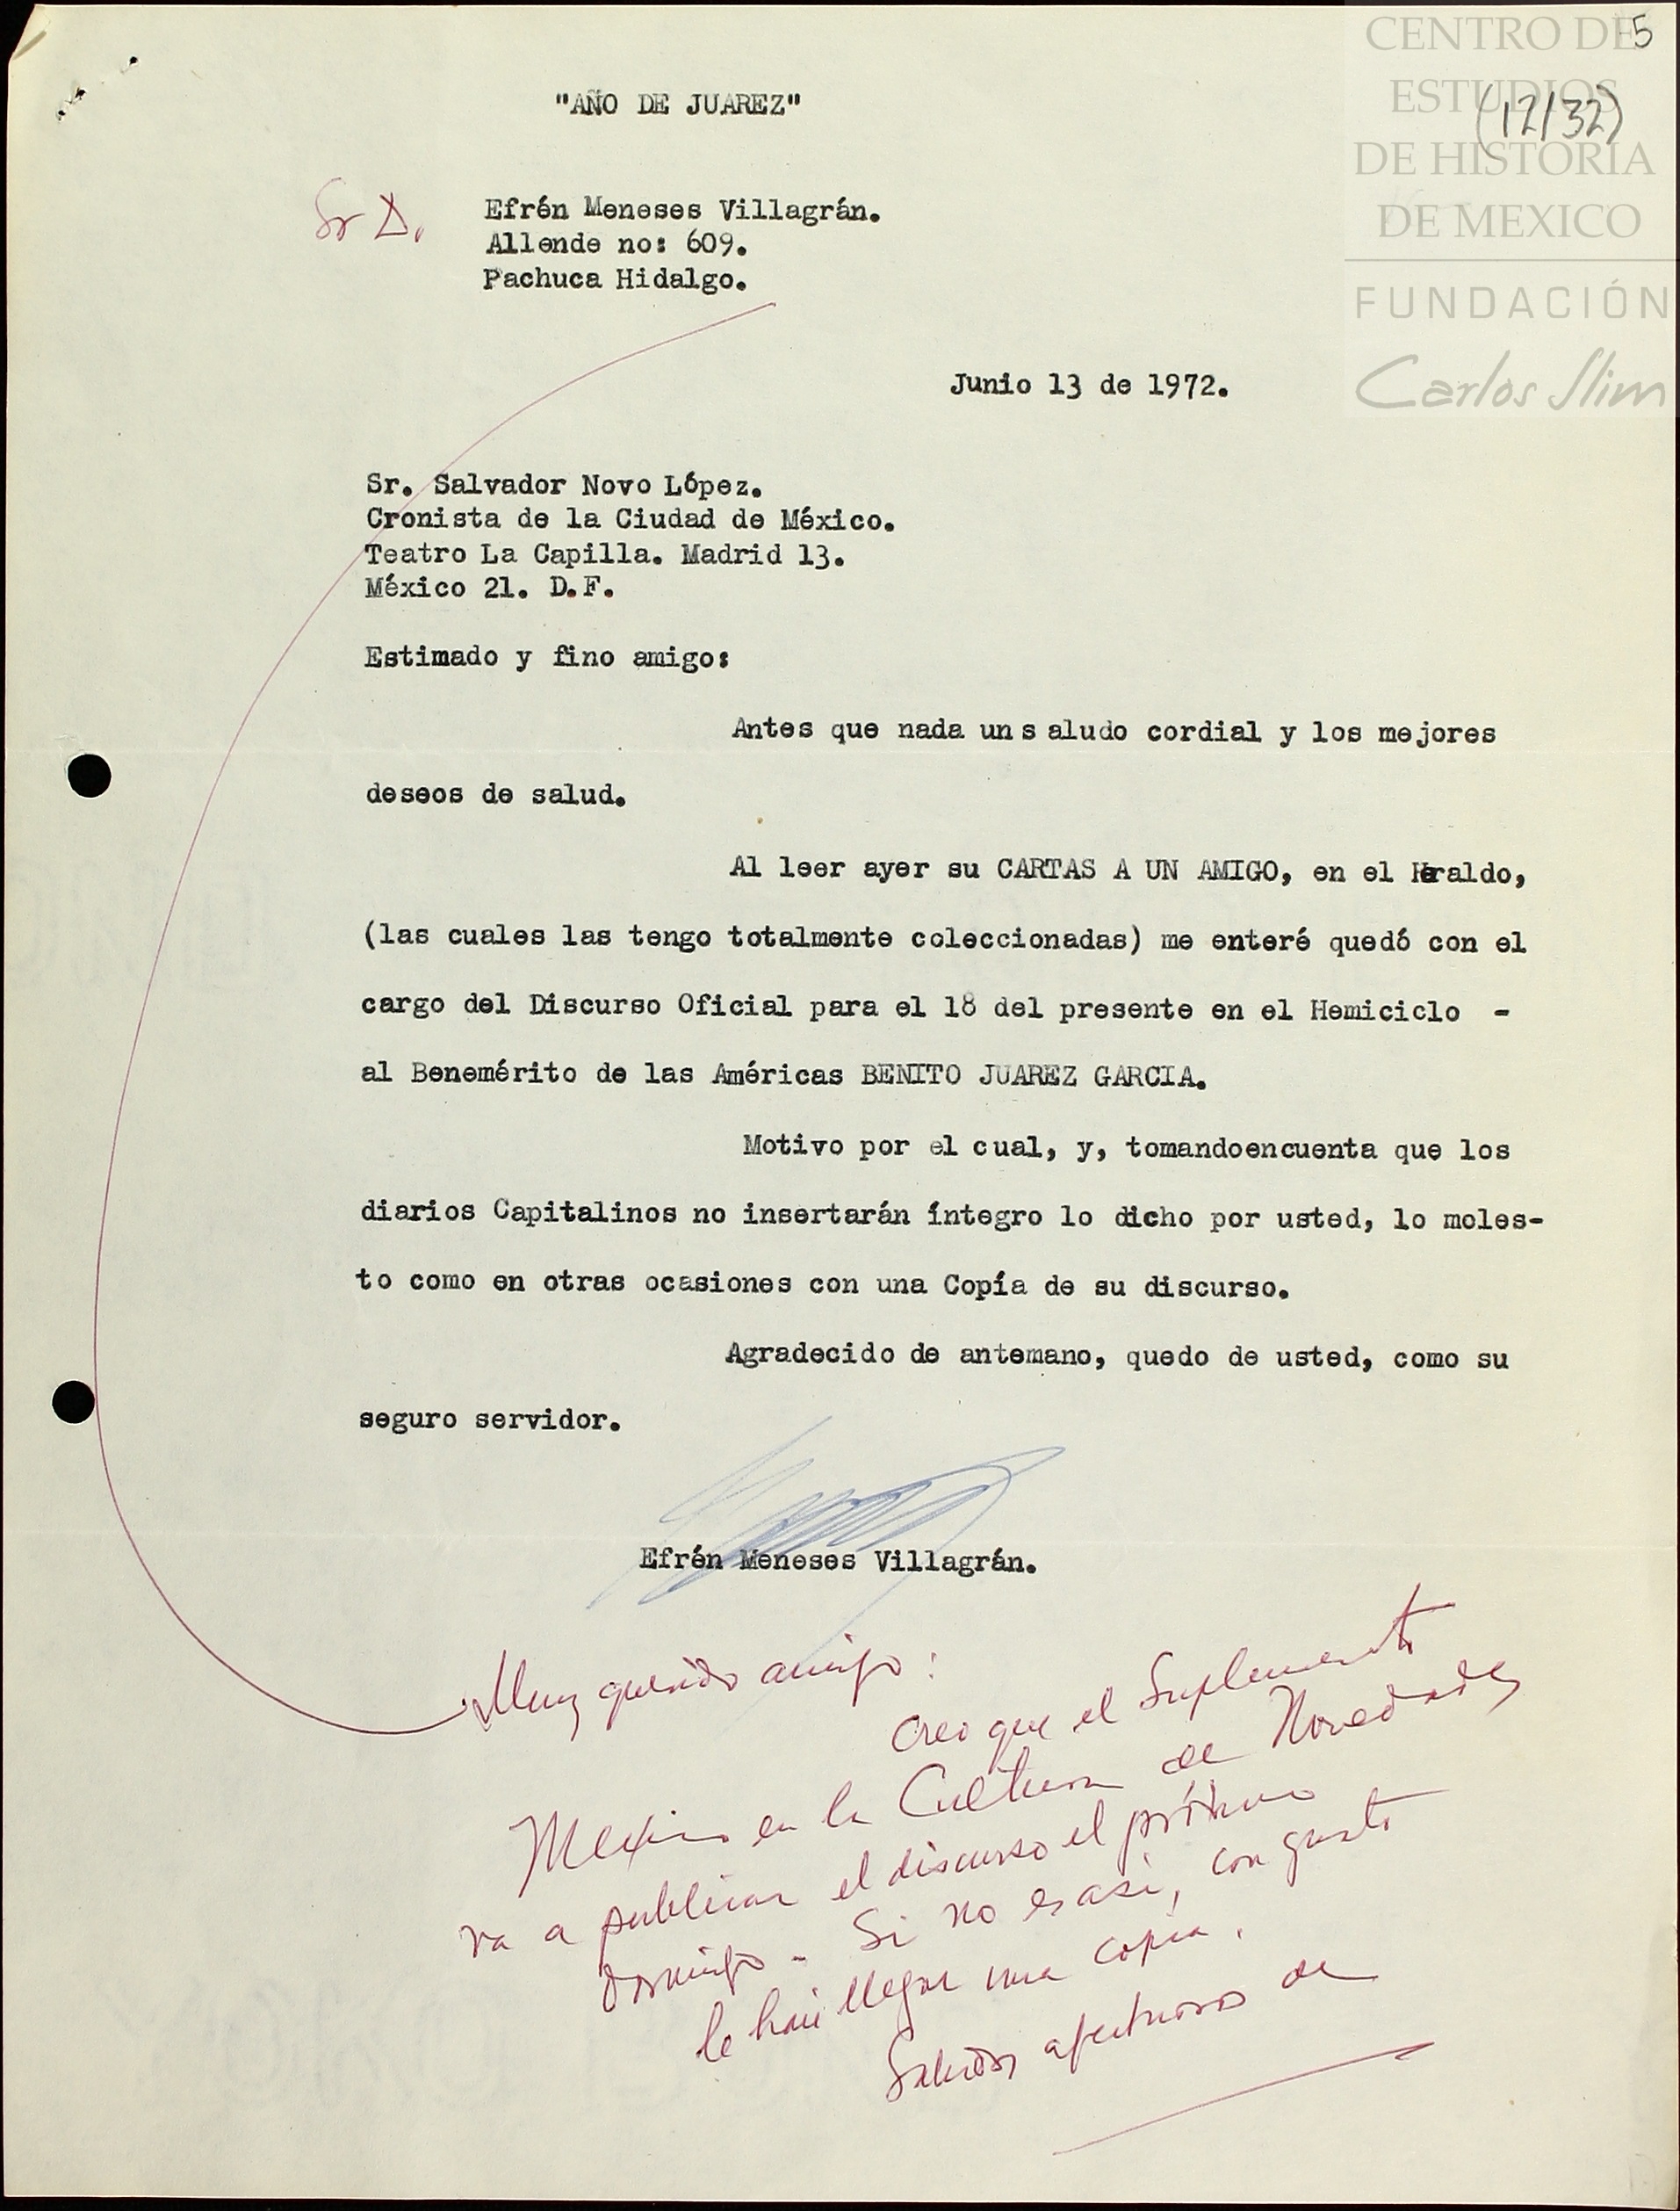 CENTRO DE
ESTUDIOS
DE HISTORIA
DE MEXICO
FUNDACIÓN
Carlos Slim
5
(12/32)
"AÑO DE JUAREZ"
Sr D. Efrén Meneses Villagrán.
Allende no: 609.
Pachuca Hidalgo.
Junio 13 de 1972.
Sr. Salvador Novo López.
Cronista de la Ciudad de México.
Teatro La Capilla. Madrid 13.
México 21. D.F.
Estimado y fino amigo:
Antes que nada un s aludo cordial y los mejores
deseos de salud.
Al leer ayer su CARTAS A UN AMIGO, en el Heraldo,
(las cuales las tengo totalmente coleccionadas) me enteré quedó con el
cargo del Discurso Oficial para el 18 del presente en el Hemiciclo -
al Benemérito de las Américas BENITO JUAREZ GARCIA.
Motivo por el cual, y, tomandoencuenta que los
diarios Capitalinos no insertarán íntegro lo dicho por usted, lo moles-
to como en otras ocasiones con una Copía de su discurso.
Agradecido de antemano, quedo de usted, como su
seguro servidor.
Efrén Meneses Villagrán.
Muy querido amigo:
Creo que el Suplemento
Mexico en la Cultura de Novedades
va a publicar el discurso el próximo
domingo - Si no es así, con gusto
le haré llegar una copia.
Saludos afectuosos de